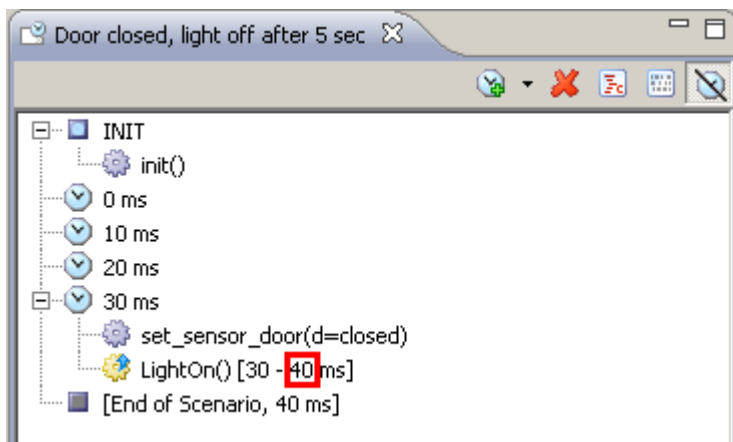 Door closed, light off after 5 sec
INIT
init()
0 ms
10 ms
20 ms
30 ms
set_sensor_door(d=closed)
LightOn() [30 - 40 ms]
[End of Scenario, 40 ms]